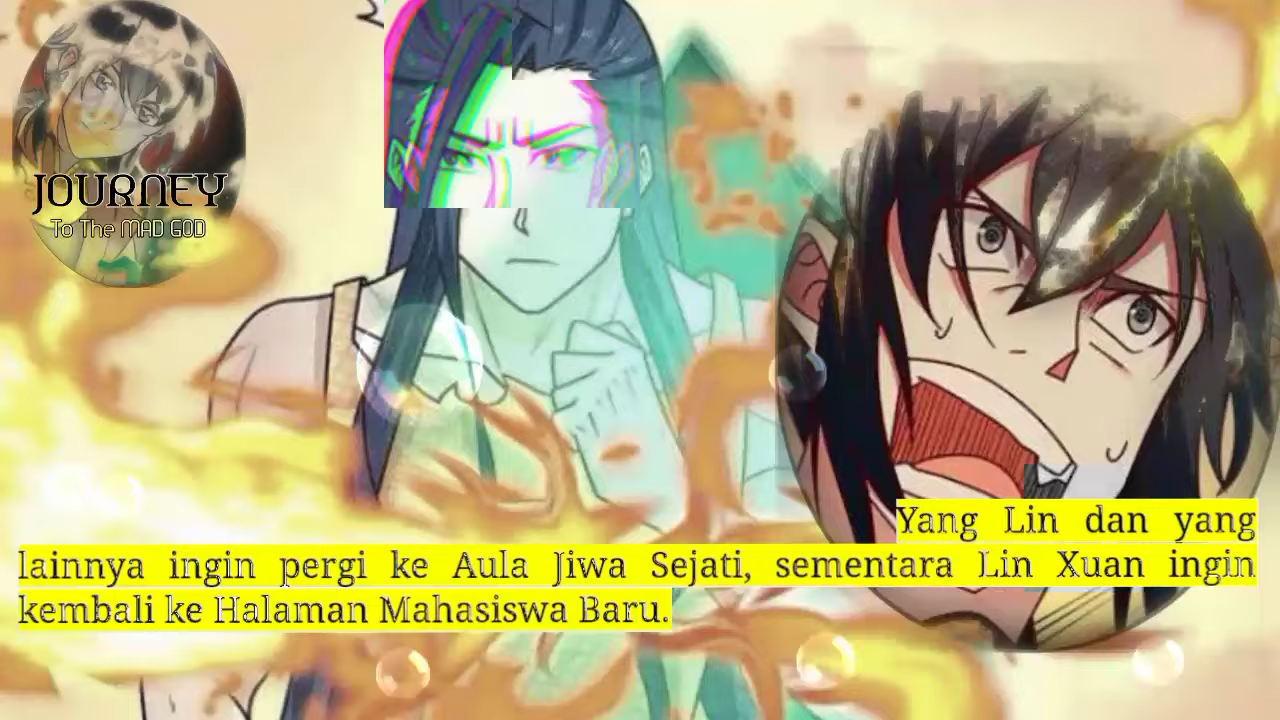 JOURNEY
To The MAD GOD
Yang Lin dan yang
lainnya ingin pergi ke Aula Jiwa Sejati, sementara Lin Xuan ingin
kembali ke Halaman Mahasiswa Baru.